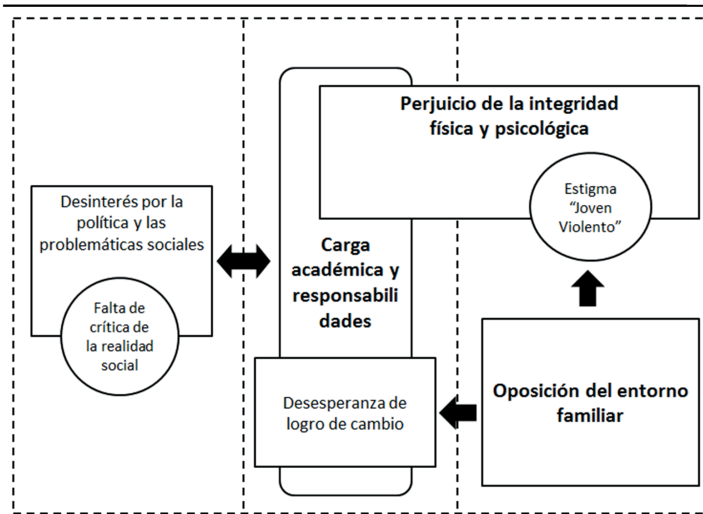 Perjuicio de la integridad
física y psicológica
Estigma
“Joven
Violento”
Desinterés por la
política y las
problemáticas sociales
Falta de
crítica de
la realidad
social
Carga
académica y
responsabili
dades
Desesperanza de
logro de cambio
Oposición del entorno
familiar